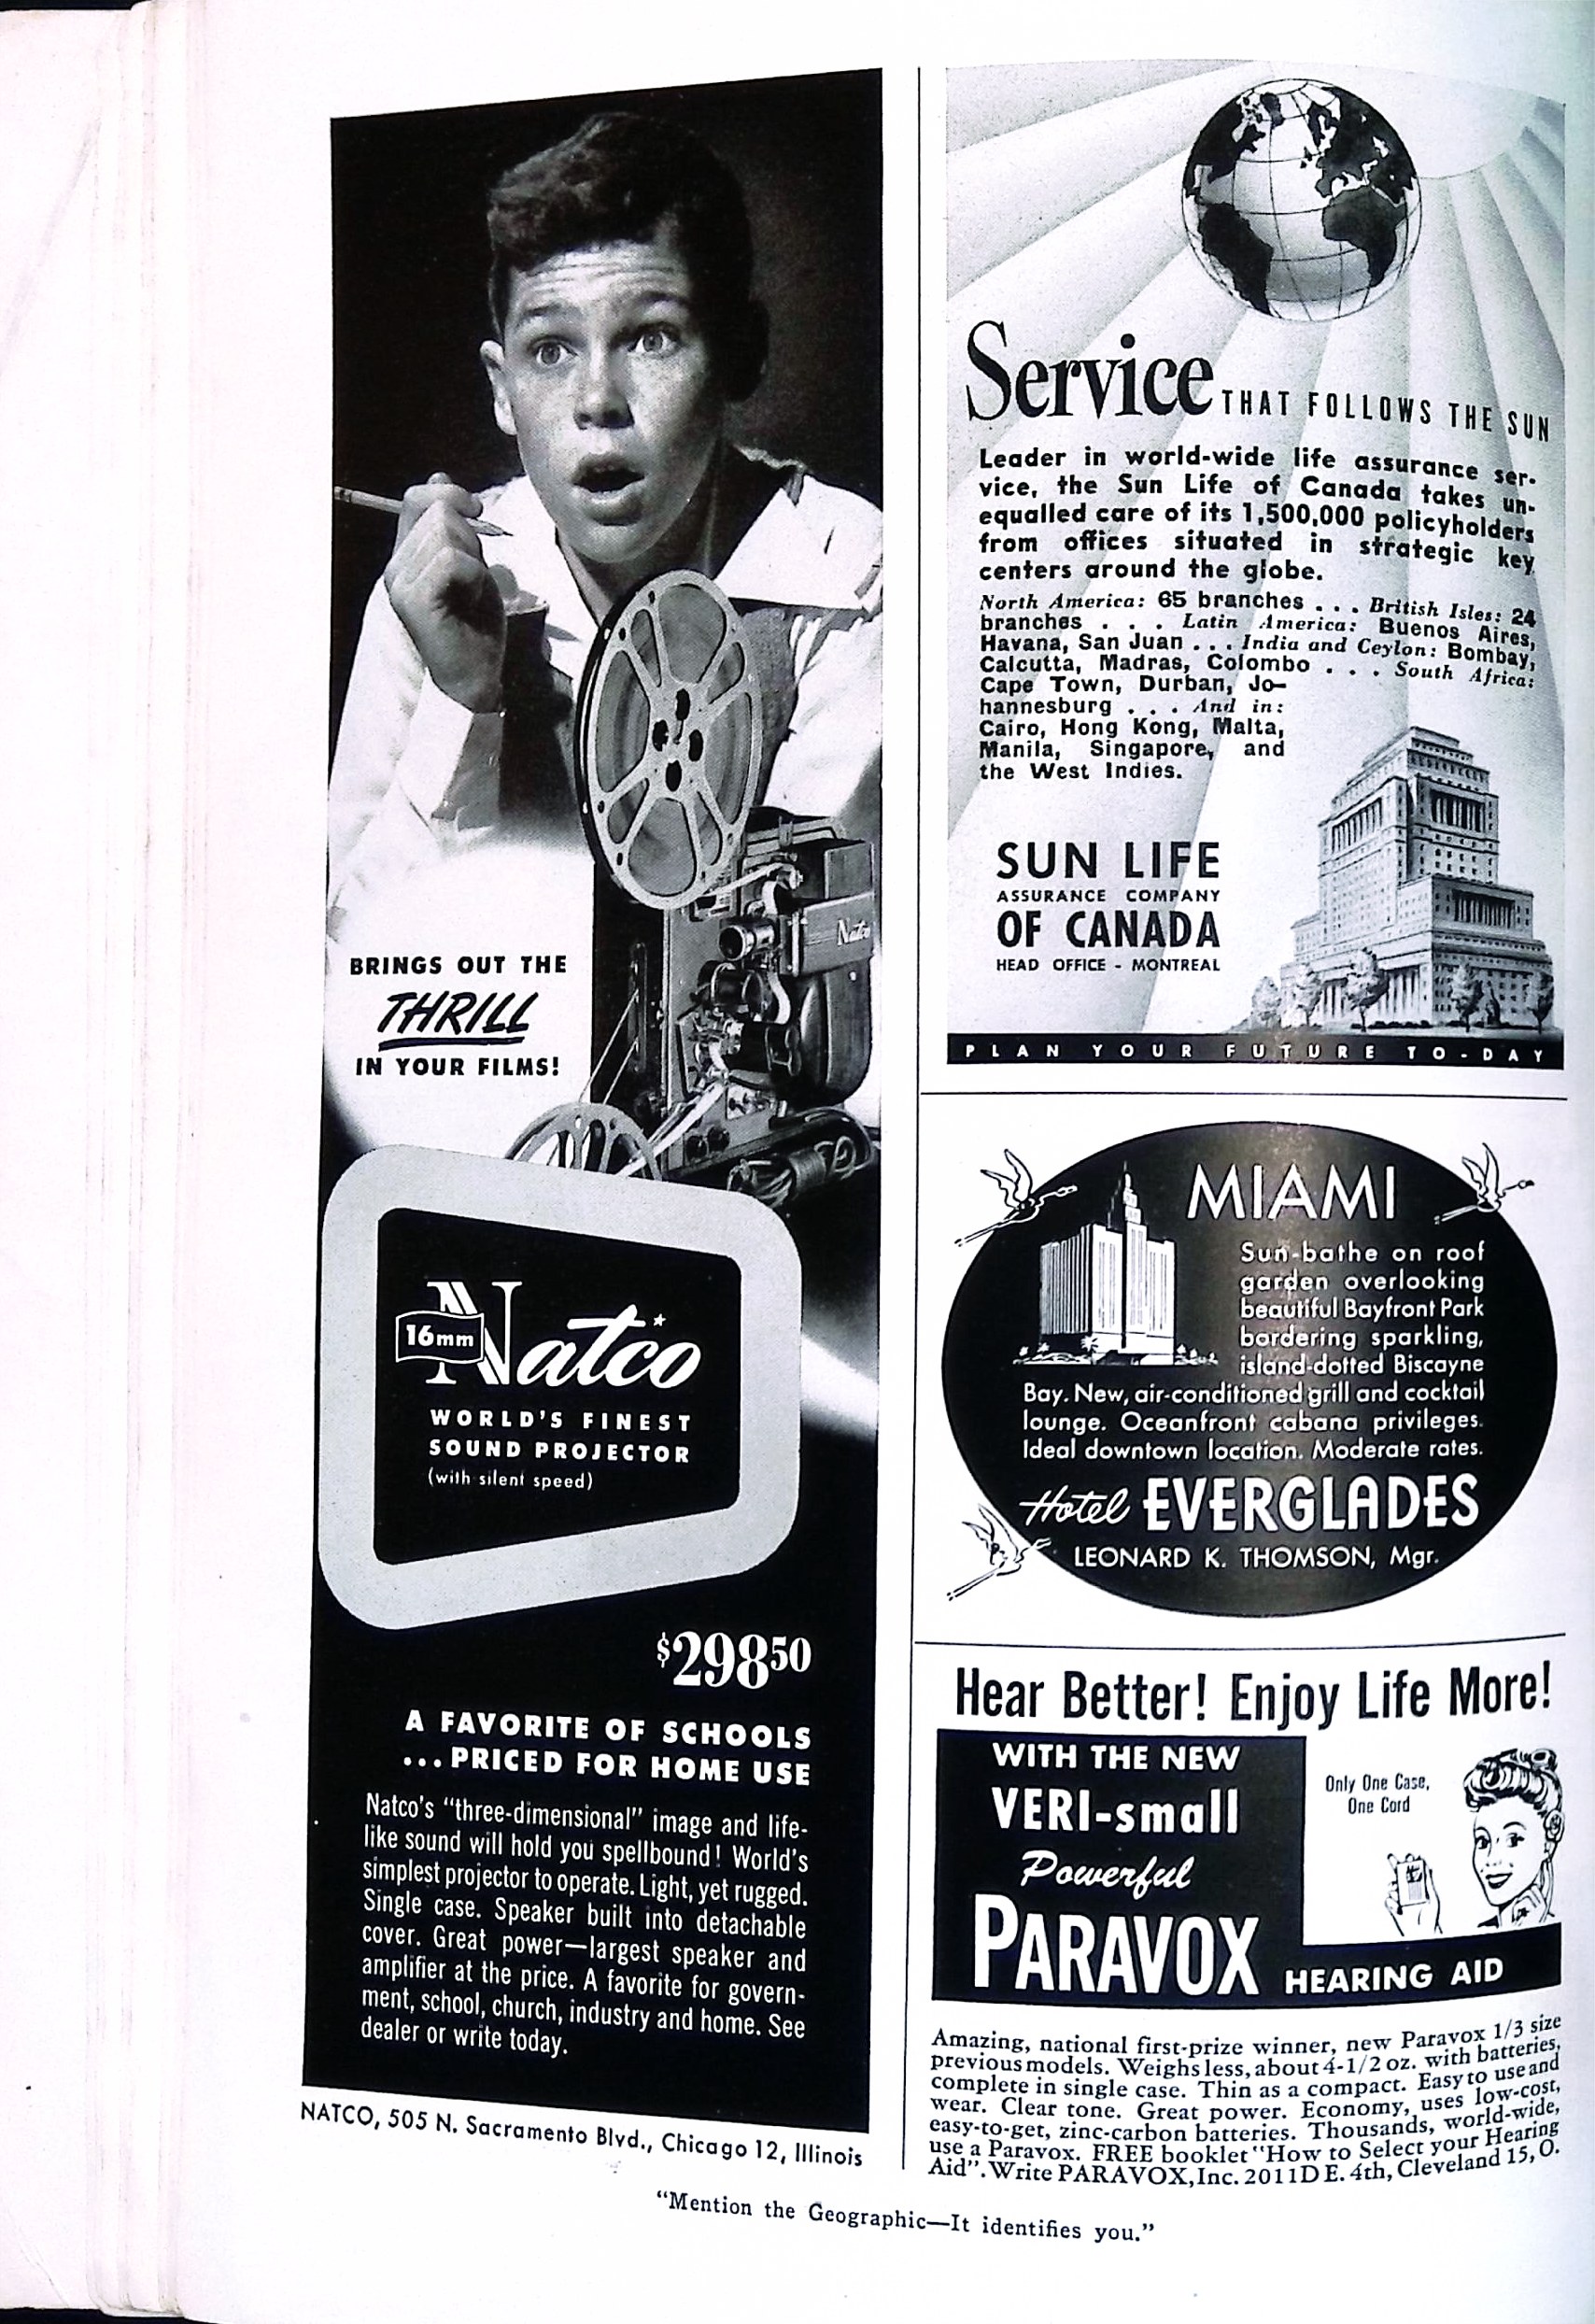 BRINGS OUT THE
THRILL
IN YOUR FILMS!
Natco
16mm
Natco
WORLD'S FINEST
SOUND PROJECTOR
(with silent speed)
$29850
A FAVORITE OF SCHOOLS
... PRICED FOR HOME USE
Natco's "three-dimensional" image and life-
like sound will hold you spellbound! World's
simplest projector to operate. Light, yet rugged.
Single case. Speaker built into detachable
cover. Great power—largest speaker and
amplifier at the price. A favorite for govern-
ment, school, church, industry and home. See
dealer or write today.
NATCO, 505 N. Sacramento Blvd., Chicago 12, Illinois
Service THAT FOLLOWS THE SUN
Leader in world-wide life assurance ser-
vice, the Sun Life of Canada takes un-
equalled care of its 1,500,000 policyholders
from offices situated in strategic key
centers around the globe.
North America: 65 branches . . . British Isles: 24
branches . . . Latin America: Buenos Aires,
Havana, San Juan . . . India and Ceylon: Bombay,
Calcutta, Madras, Colombo . . . South Africa:
Cape Town, Durban, Jo-
hannesburg . . . And in:
Cairo, Hong Kong, Malta,
Manila, Singapore, and
the West Indies.
SUN LIFE
ASSURANCE COMPANY
OF CANADA
HEAD OFFICE - MONTREAL
PLAN YOUR FUTURE TO-DAY
MIAMI
Sun-bathe on roof
garden overlooking
beautiful Bayfront Park
bordering sparkling,
island-dotted Biscayne
Bay. New, air-conditioned grill and cocktail
lounge. Oceanfront cabana privileges.
Ideal downtown location. Moderate rates.
Hotel EVERGLADES
LEONARD K. THOMSON, Mgr.
Hear Better! Enjoy Life More!
WITH THE NEW
VERI-small
Powerful
PARAVOX HEARING AID
Only One Case,
One Cord
Amazing, national first-prize winner, new Paravox 1/3 size
previous models. Weighs less, about 4-1/2 oz. with batteries,
complete in single case. Thin as a compact. Easy to use and
wear. Clear tone. Great power. Economy, uses low-cost,
easy-to-get, zinc-carbon batteries. Thousands, world-wide,
use a Paravox. FREE booklet "How to Select your Hearing
Aid". Write PARAVOX, Inc. 2011D E. 4th, Cleveland 15, O.
"Mention the Geographic—It identifies you."